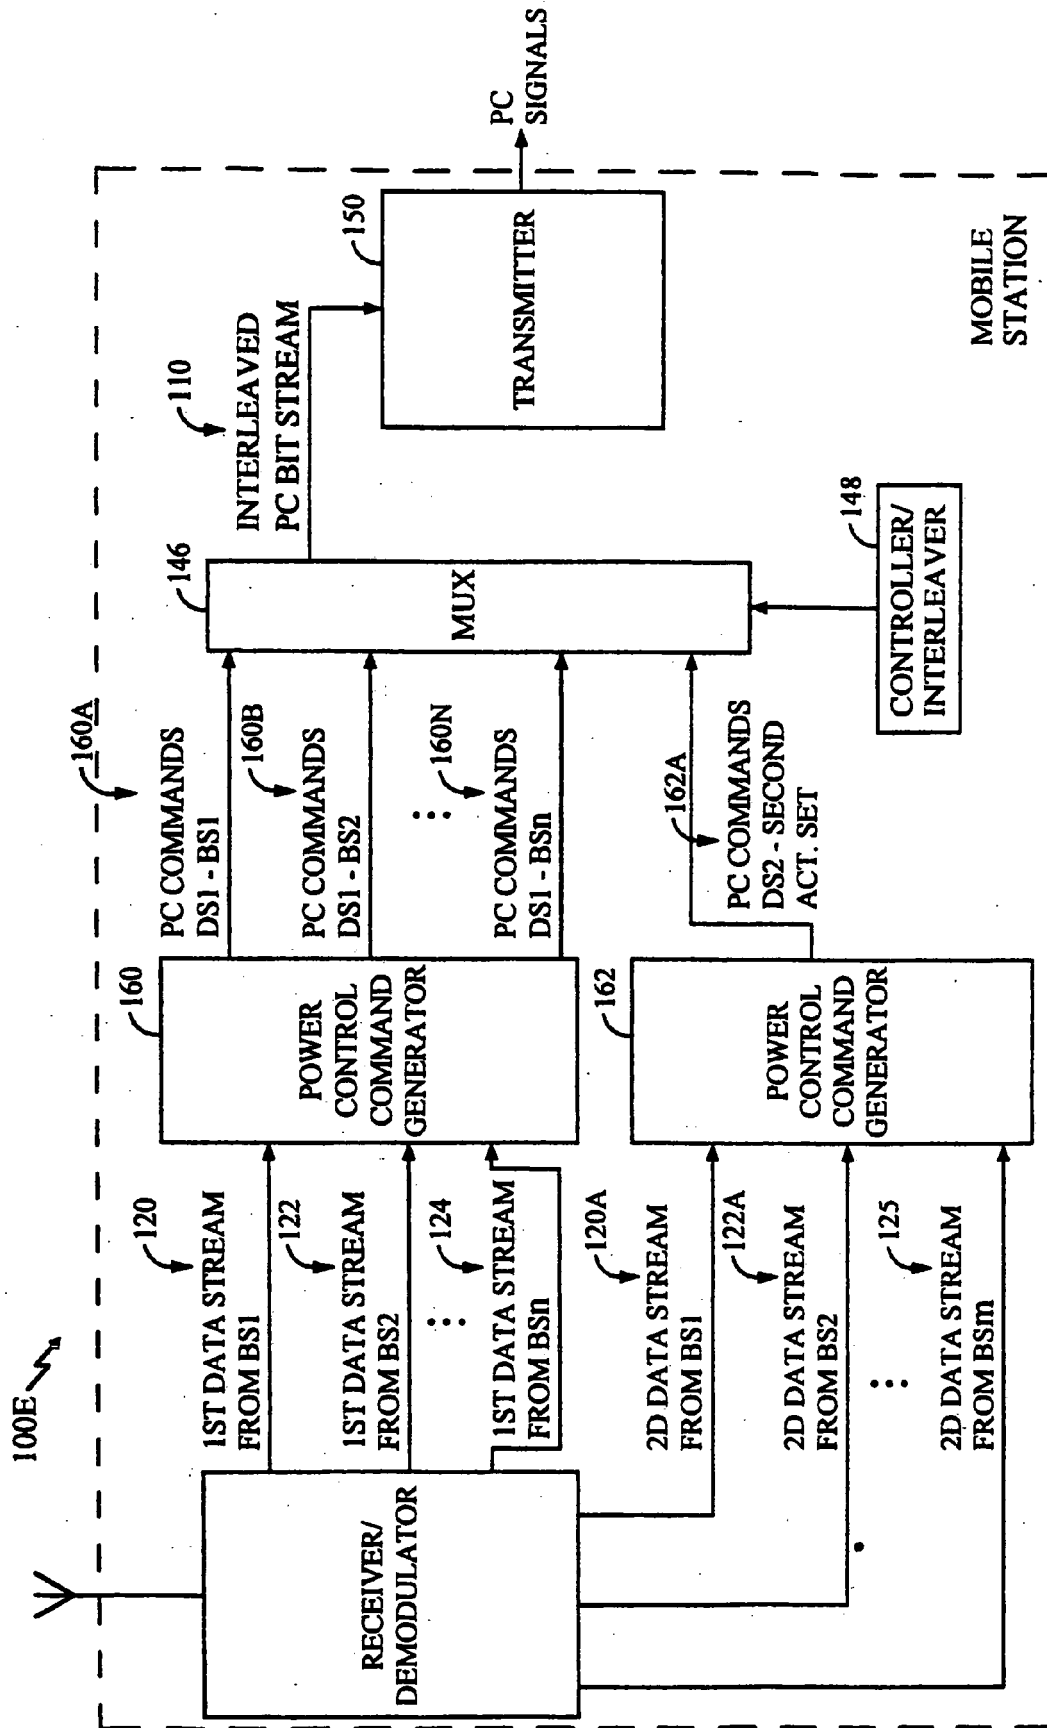 100E
RECEIVER/
DEMODULATOR
120
1ST DATA STREAM
FROM BS1
122
1ST DATA STREAM
FROM BS2
124
1ST DATA STREAM
FROM BSn
120A
2D DATA STREAM
FROM BS1
122A
2D DATA STREAM
FROM BS2
125
2D DATA STREAM
FROM BSm
160
POWER
CONTROL
COMMAND
GENERATOR
162
POWER
CONTROL
COMMAND
GENERATOR
160A
PC COMMANDS
DS1 - BS1
160B
PC COMMANDS
DS1 - BS2
160N
PC COMMANDS
DS1 - BSn
162A
PC COMMANDS
DS2 - SECOND
ACT. SET
146
MUX
148
CONTROLLER/
INTERLEAVER
110
INTERLEAVED
PC BIT STREAM
150
TRANSMITTER
PC
SIGNALS
MOBILE
STATION